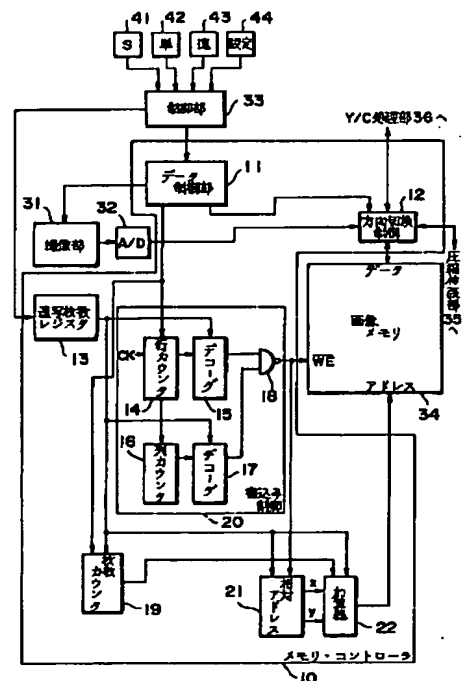 41 42 43 44
S 単 連 設定
制御部
33
Y/C処理部36へ
データ制御部
11
12
方向切換制御
31
32
撮像部
A/D
圧縮伸張部35へ
データ
画像メモリ
WE
アドレス
34
連写枚数レジスタ
13
CK
行カウンタ
14
デコーダ
15
18
16
列カウンタ
デコーダ
17
書込み制御
20
枚数カウンタ
19
21
相対アドレス
x
y
22
メモリ・コントローラ
10